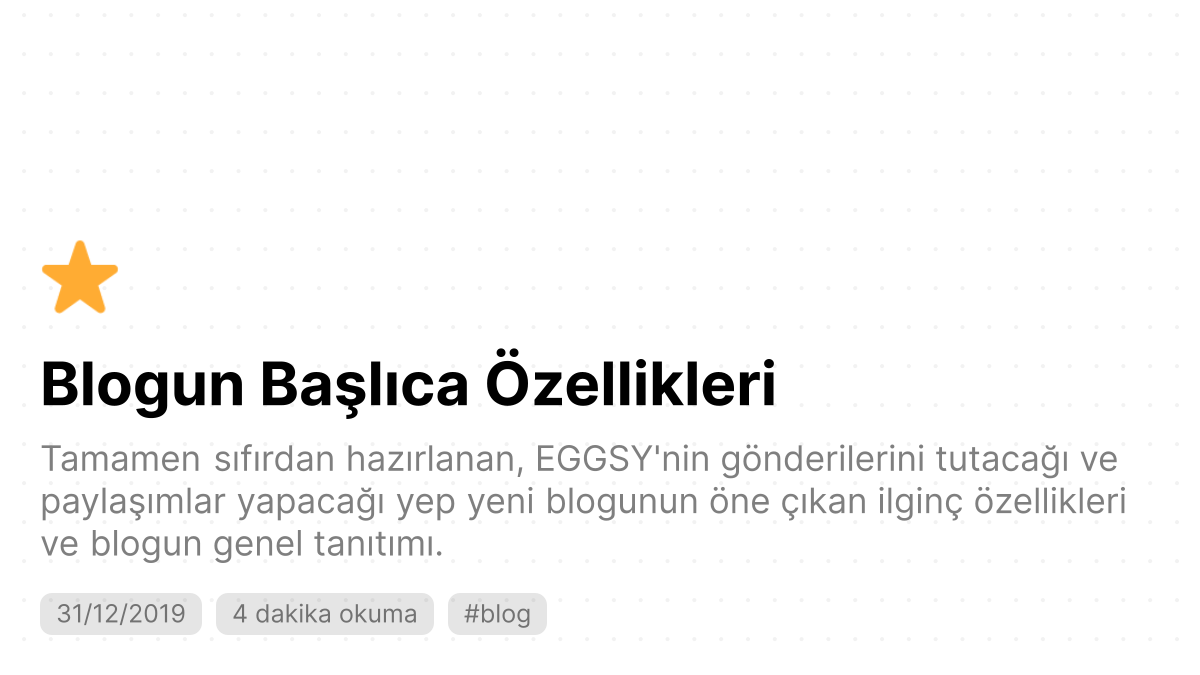 Blogun Başlıca Özellikleri
Tamamen sıfırdan hazırlanan, EGGSY'nin gönderilerini tutacağı ve
paylaşımlar yapacağı yep yeni blogunun öne çıkan ilginç özellikleri
ve blogun genel tanıtımı.
31/12/2019 4 dakika okuma #blog